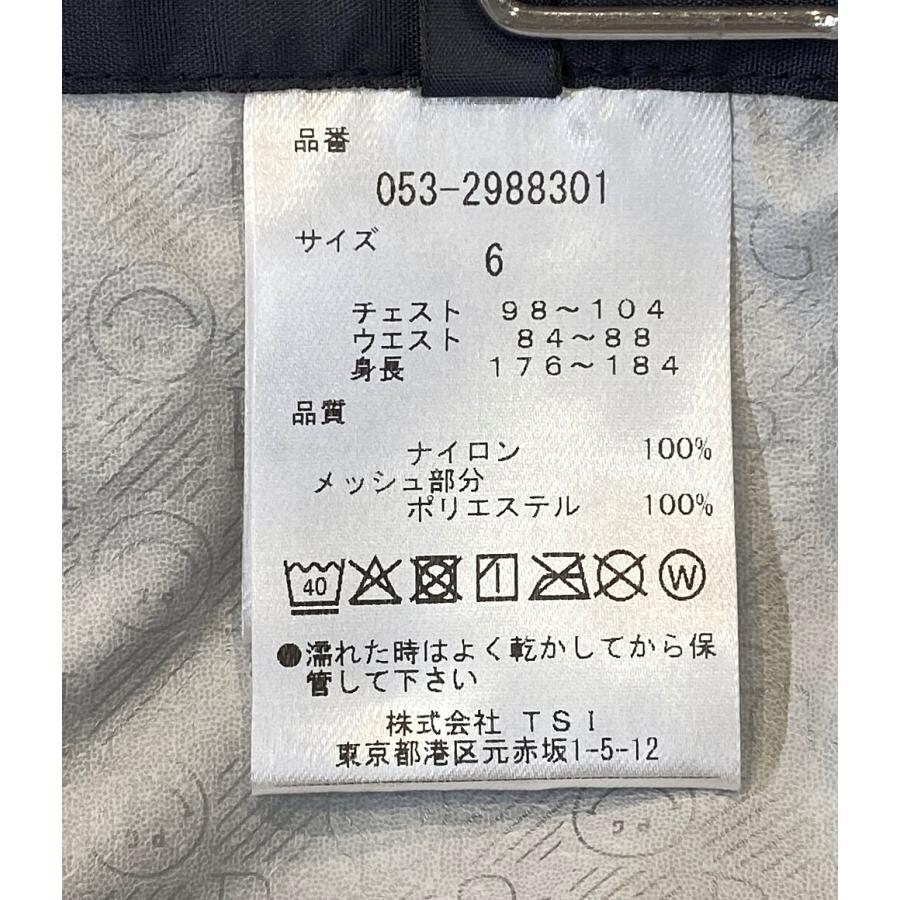 品番
053-2988301
サイズ
6
チェスト 98～104
ウエスト 84～88
身長 176～184
品質
ナイロン 100%
メッシュ部分
ポリエステル 100%
40 W
●濡れた時はよく乾かしてから保
管して下さい
株式会社 TSI
東京都港区元赤坂1-5-12